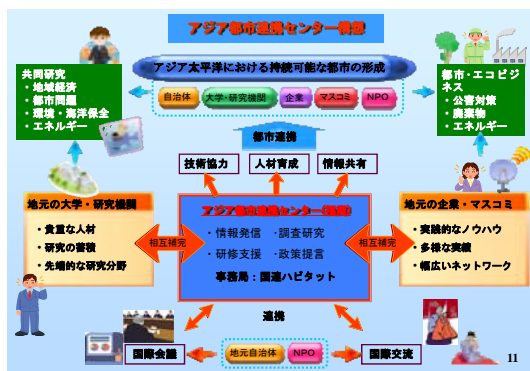 アジア都市連携センター構想
アジア太平洋における持続可能な都市の形成
自治体
大学・研究機関
企業
マスコミ
NPO
共同研究
・地域経済
・都市問題
・環境・海洋保全
・エネルギー
都市・エコビジ
ネス
・公害対策
・廃棄物
・エネルギー
都市連携
技術協力
人材育成
情報共有
地元の大学・研究機関
・貴重な人材
・研究の蓄積
・先端的な研究分野
相互補完
アジア都市連携センター(福岡)
・情報発信 ・調査研究
・研修支援 ・政策提言
事務局：国連ハビタット
相互補完
地元の企業・マスコミ
・実践的なノウハウ
・多様な実績
・幅広いネットワーク
連携
国際会議
地元自治体
NPO
国際交流
11